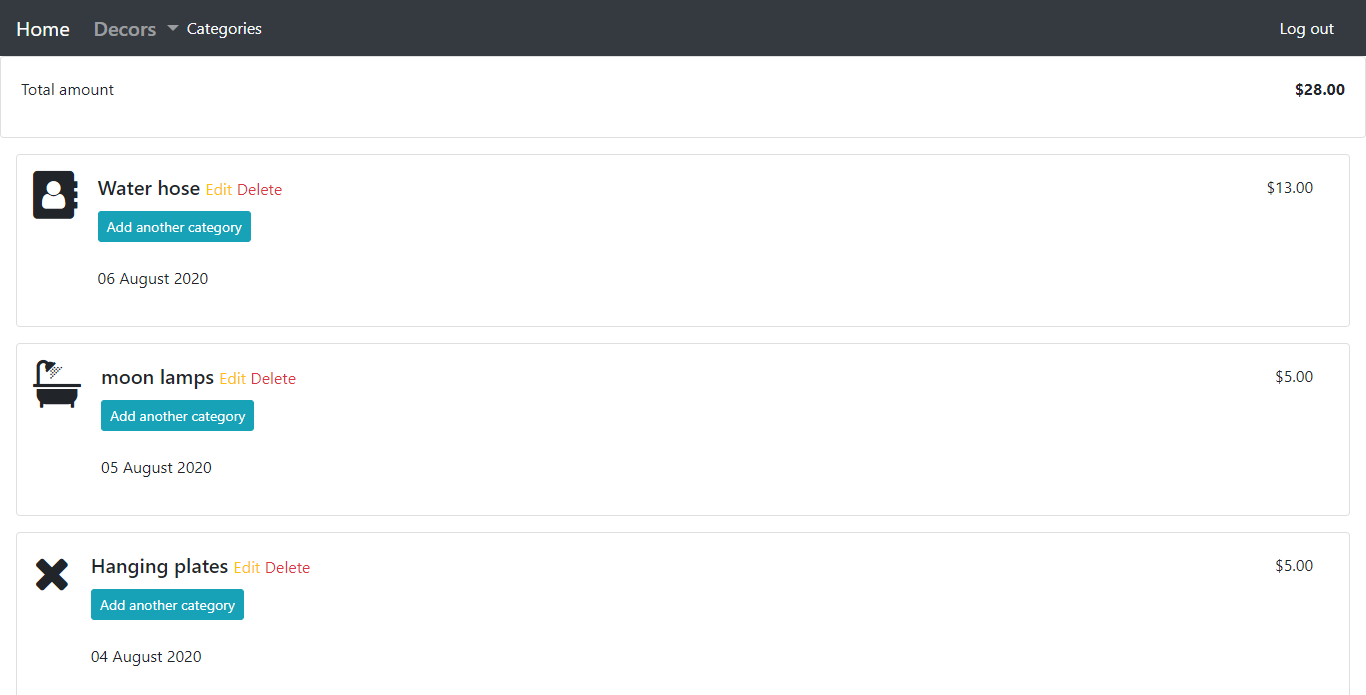 Home Decors Categories Log out
Total amount $28.00
Water hose Edit Delete $13.00
Add another category
06 August 2020
moon lamps Edit Delete $5.00
Add another category
05 August 2020
Hanging plates Edit Delete $5.00
Add another category
04 August 2020